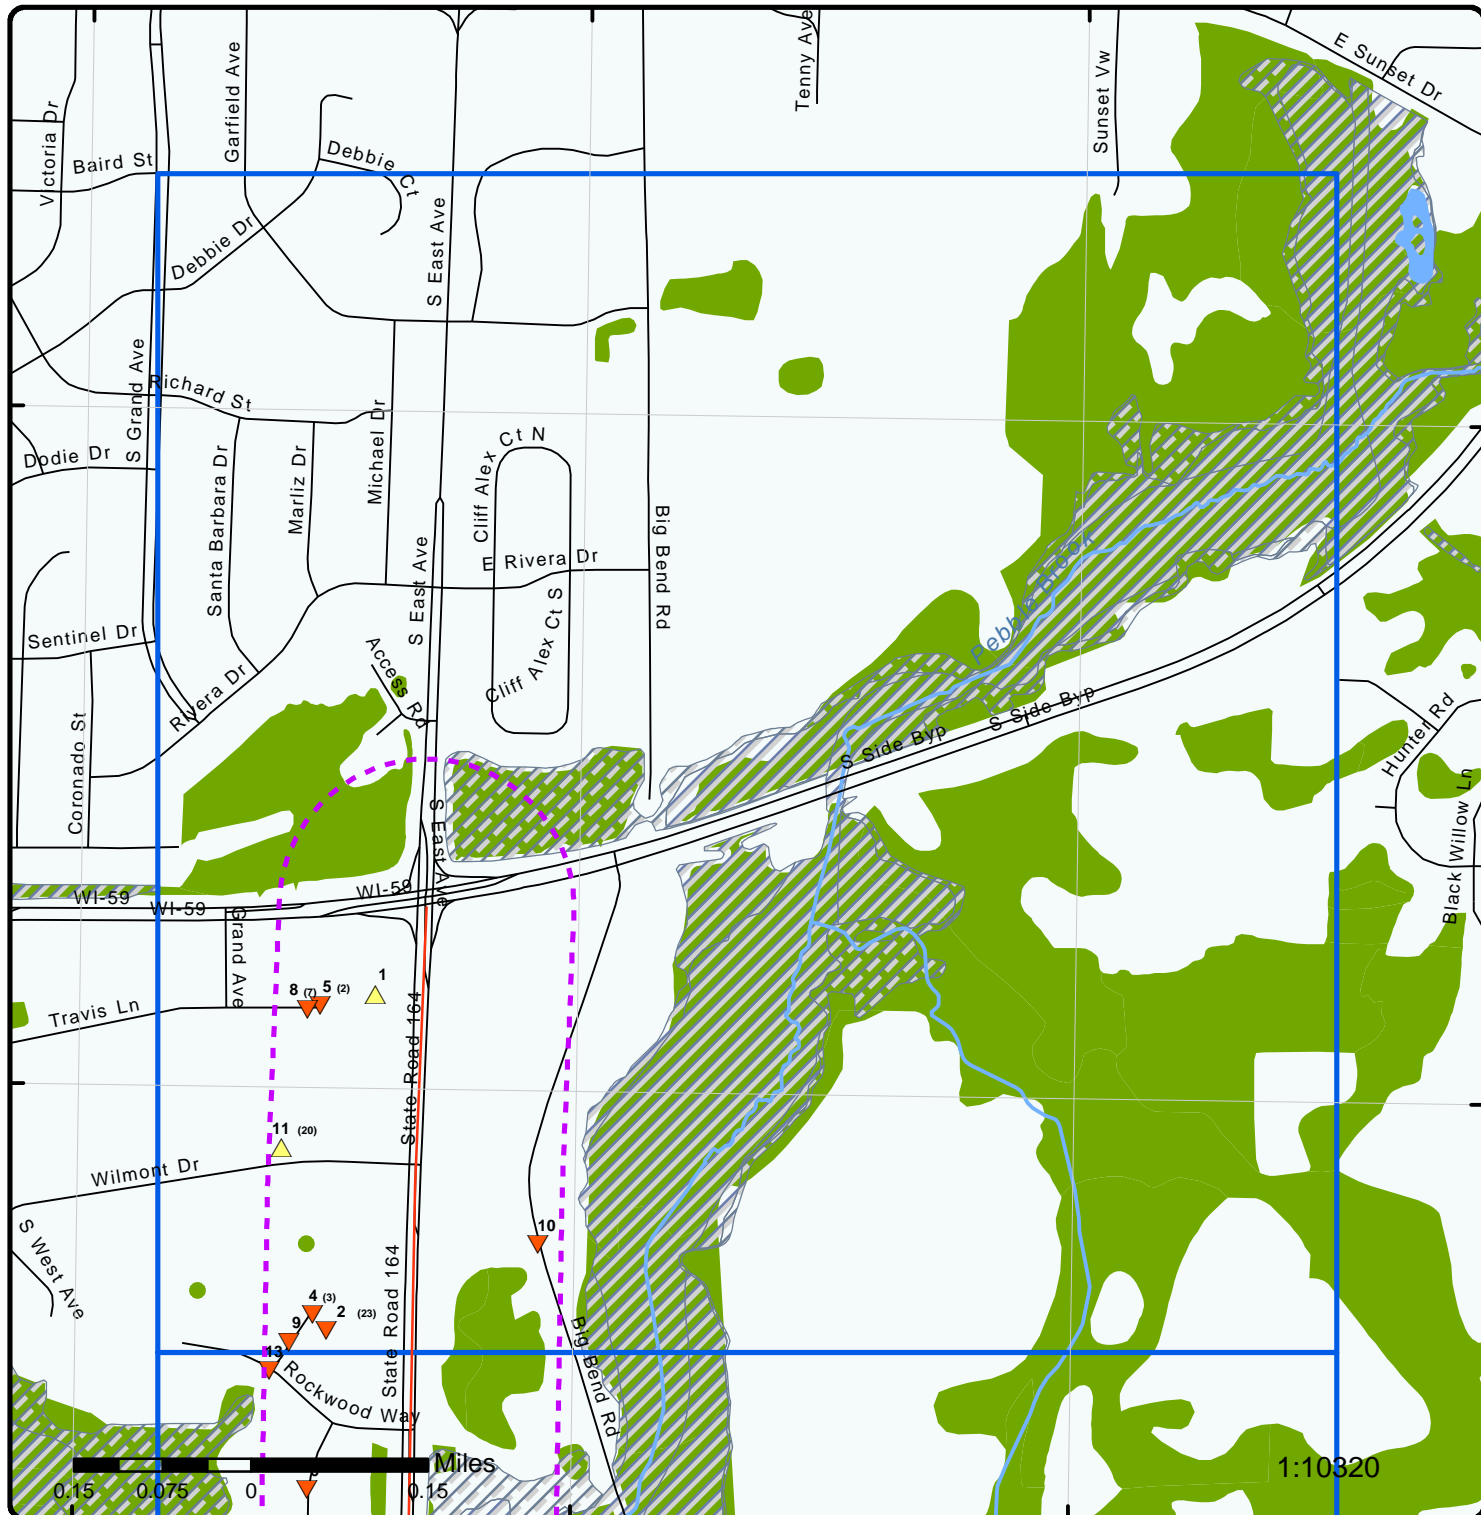 Victoria Dr
Baird St
Garfield Ave
Debbie Ct
Debbie Dr
S East Ave
Tenny Ave
Sunset Vw
E Sunset Dr
S Grand Ave
Richard St
Dodie Dr
Santa Barbara Dr
Marliz Dr
Michael Dr
Cliff Alex Ct N
E Rivera Dr
Cliff Alex Ct S
Big Bend Rd
S East Ave
Sentinel Dr
Access Rd
Rivera Dr
Coronado St
Pebble Brook
S Side Byp
S Side Byp
Hunter Rd
Black Willow Ln
S East Ave
WI-59
WI-59
WI-59
Grand Ave
8 (7)
5 (2)
1
Travis Ln
State Road 164
11 (20)
Wilmont Dr
S West Ave
10
4 (3)
2 (23)
9
13
State Road 164
Rockwood Way
Big Bend Rd
Miles
0.15
0.075
0
0.15
1:10320